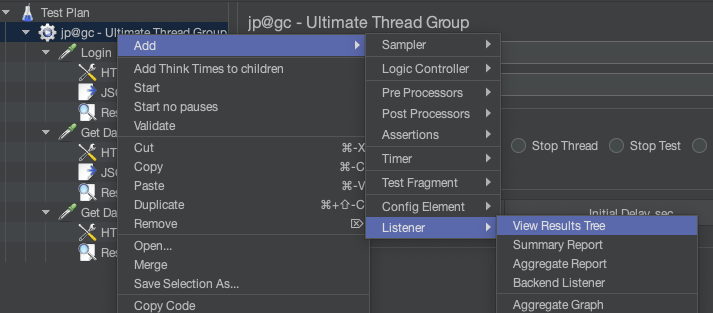 Test Plan
jp@gc - Ultimate Thread Group
jp@gc - Ultimate Thread Group
Login
HT
JSO
Res
Get Da
HT
JSO
Res
Get Da
HT
Res
Add
Add Think Times to children
Start
Start no pauses
Validate
Cut ⌘-X
Copy ⌘-C
Paste ⌘-V
Duplicate ⌘+⇧-C
Remove ⌦
Open...
Merge
Save Selection As...
Copy Code
Sampler
Logic Controller
Pre Processors
Post Processors
Assertions
Timer
Test Fragment
Config Element
Listener
Stop Thread
Stop Test
Initial Delay, sec
View Results Tree
Summary Report
Aggregate Report
Backend Listener
Aggregate Graph